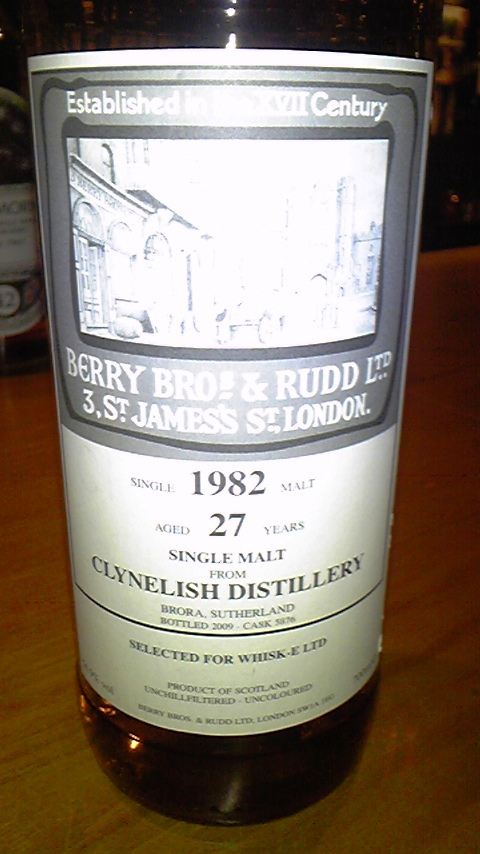 Established in the XVII Century
BERRY BROS. & RUDD LTD.
3, ST. JAMES'S ST, LONDON.
SINGLE 1982 MALT
AGED 27 YEARS
SINGLE MALT
FROM
CLYNELISH DISTILLERY
BRORA, SUTHERLAND
BOTTLED 2009 - CASK 5876
SELECTED FOR WHISK-E LTD
PRODUCT OF SCOTLAND
UNCHILLFILTERED - UNCOLOURED
BERRY BROS. & RUDD LTD, LONDON SW1A